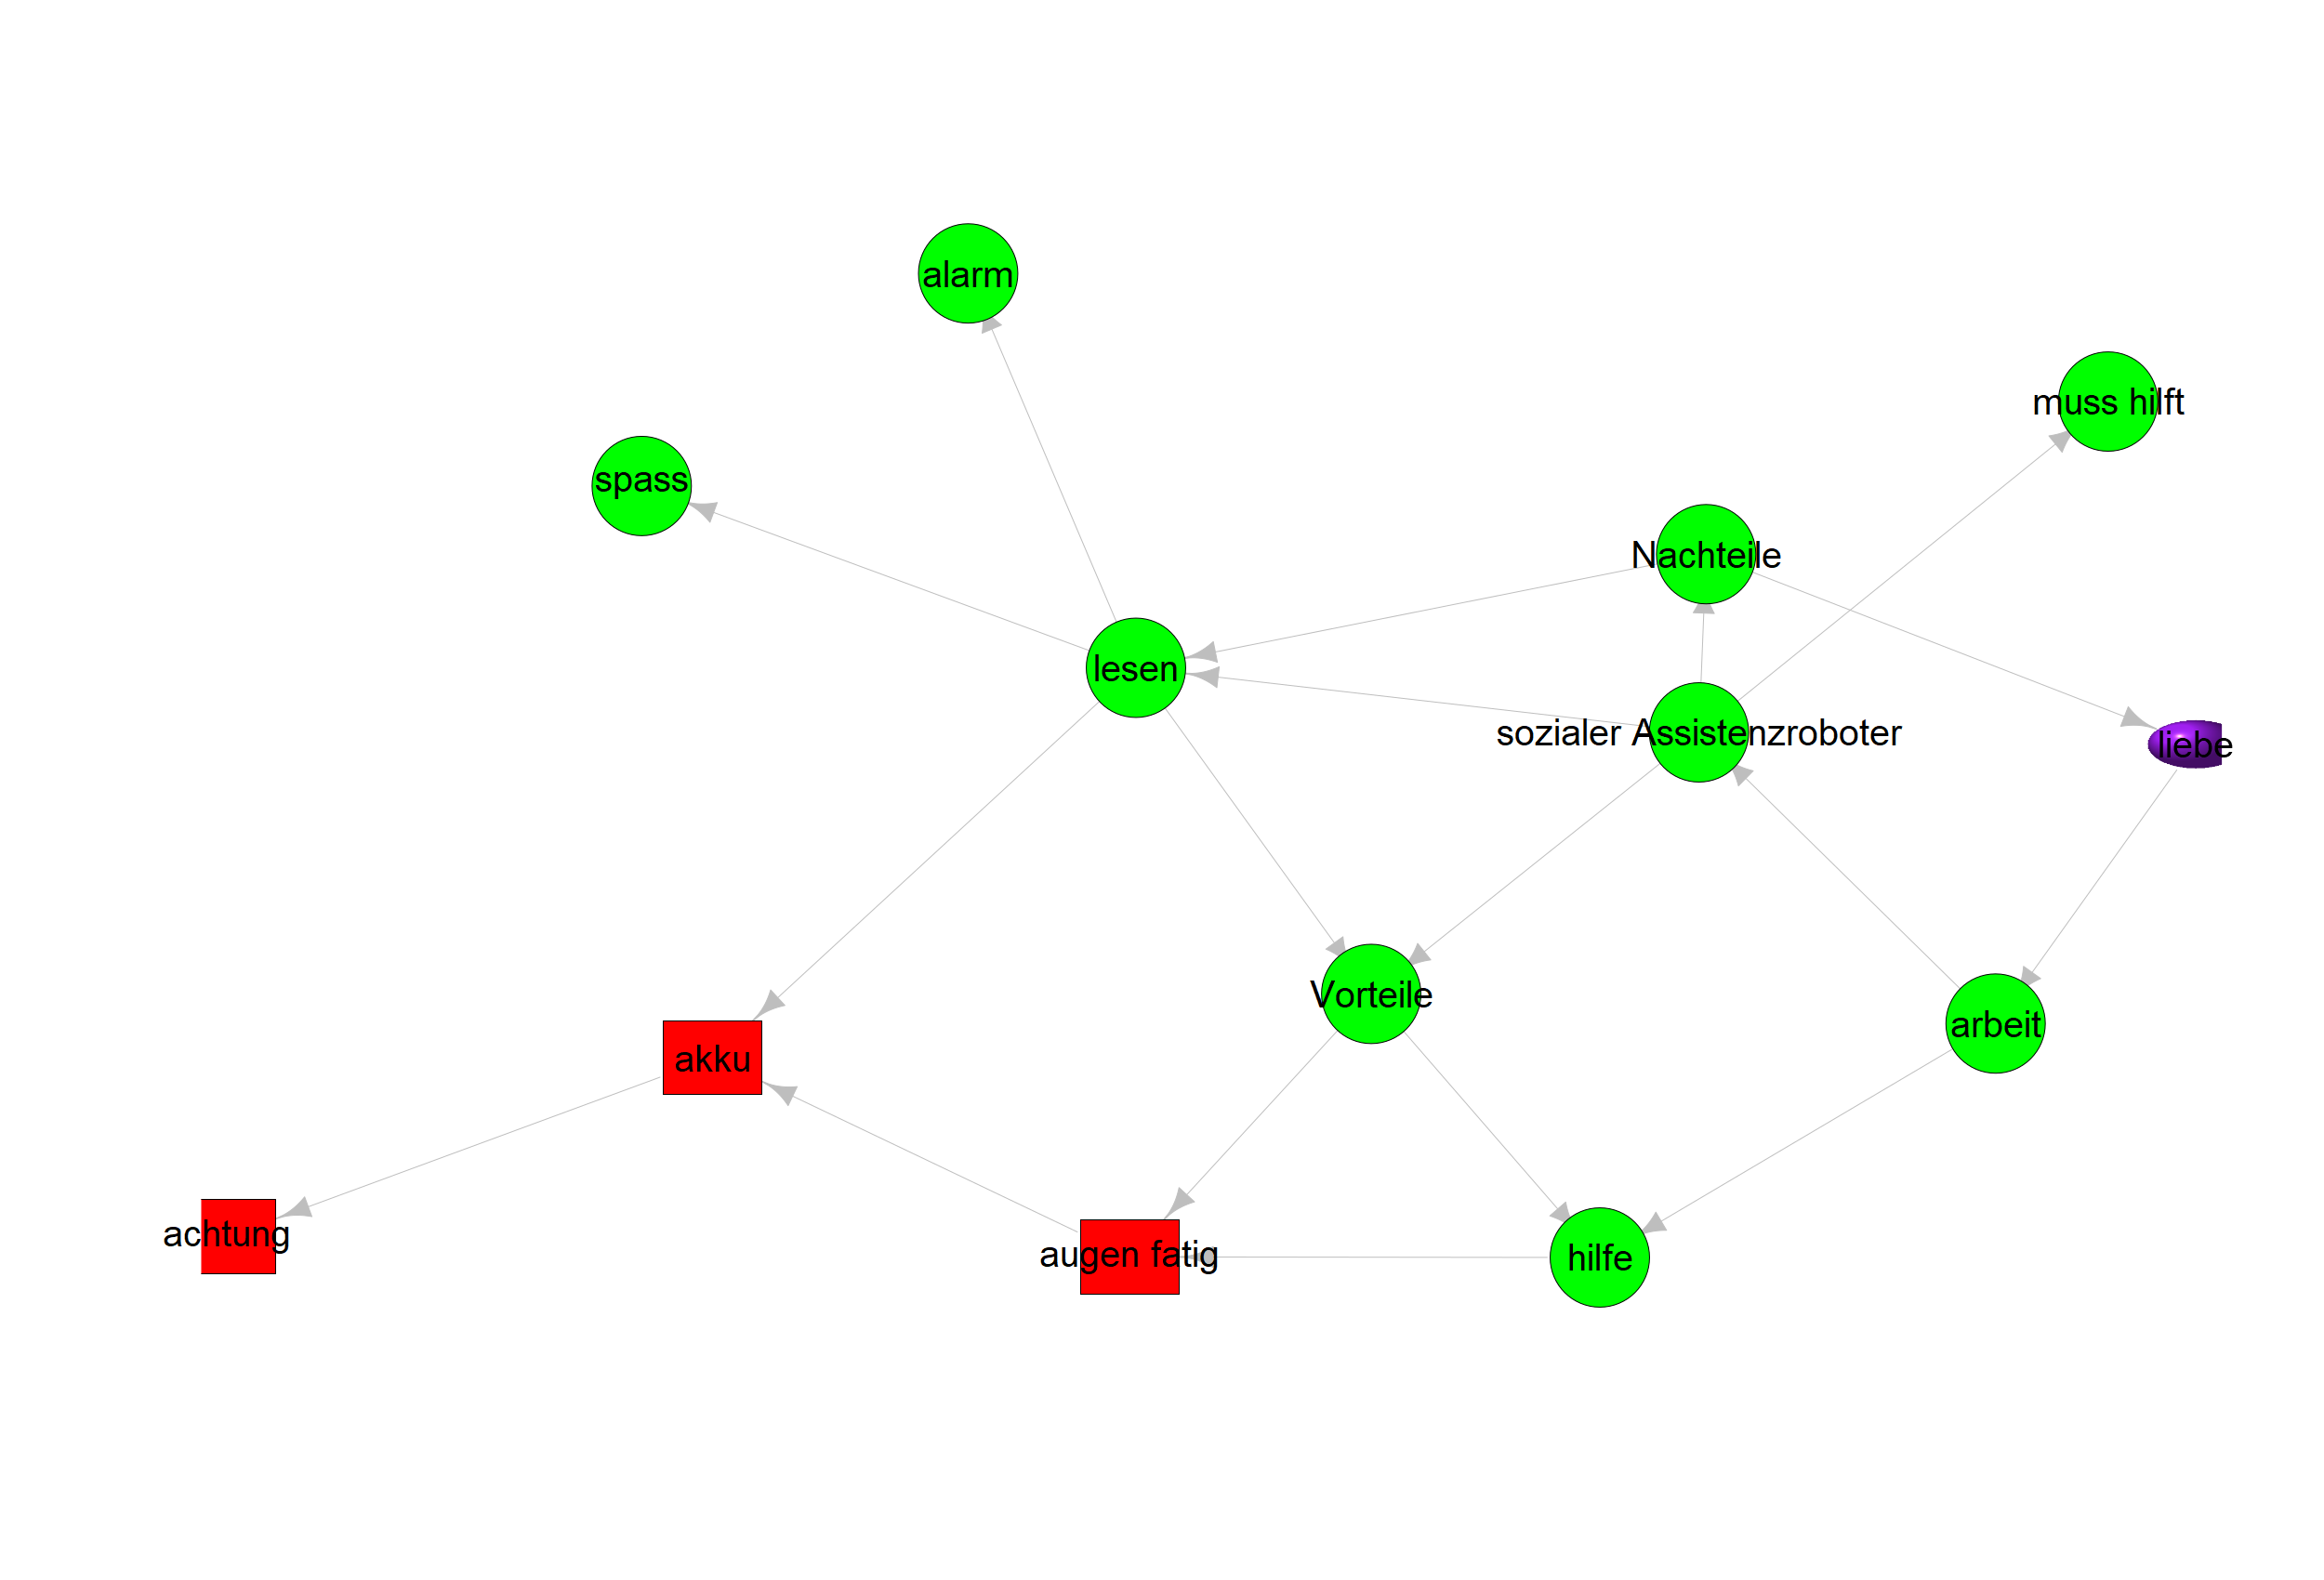 alarm
muss hilft
spass
Nachteile
lesen
sozialer Assistenzroboter
liebe
Vorteile
arbeit
akku
achtung
augen fatig
hilfe